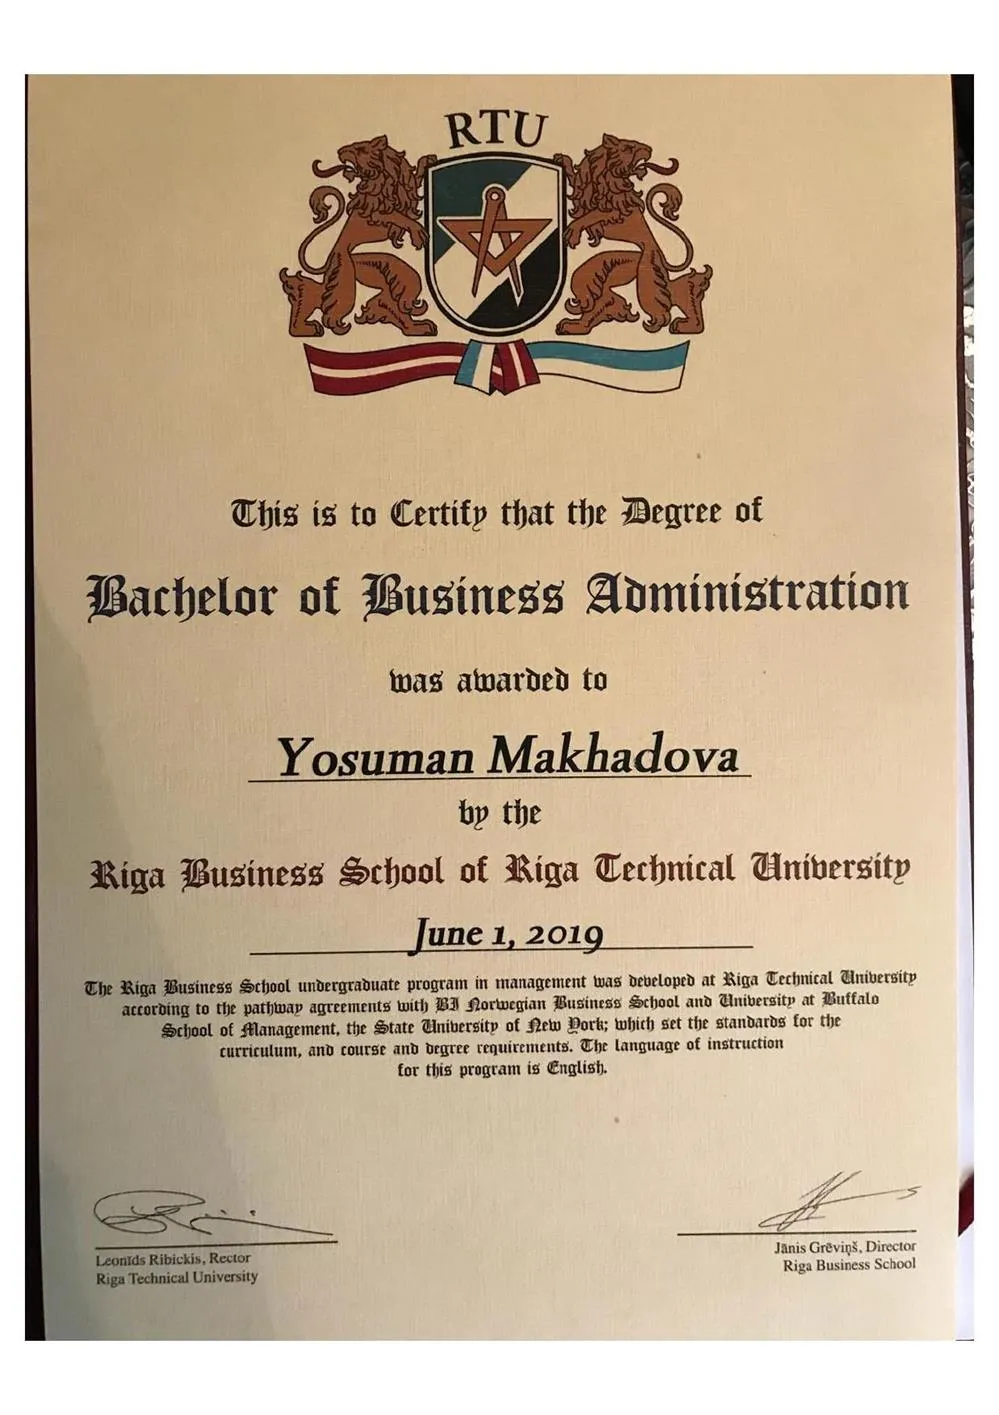 RTU
This is to Certify that the Degree of
Bachelor of Business Administration
was awarded to
Yosuman Makhadova
by the
Riga Business School of Riga Technical University
June 1, 2019
The Riga Business School undergraduate program in management was developed at Riga Technical University
according to the pathway agreements with BI Norwegian Business School and University at Buffalo
School of Management, the State University of New York; which set the standards for the
curriculum, and course and degree requirements. The language of instruction
for this program is English.
Leonīds Ribickis, Rector
Riga Technical University
Jānis Grēviņš, Director
Riga Business School